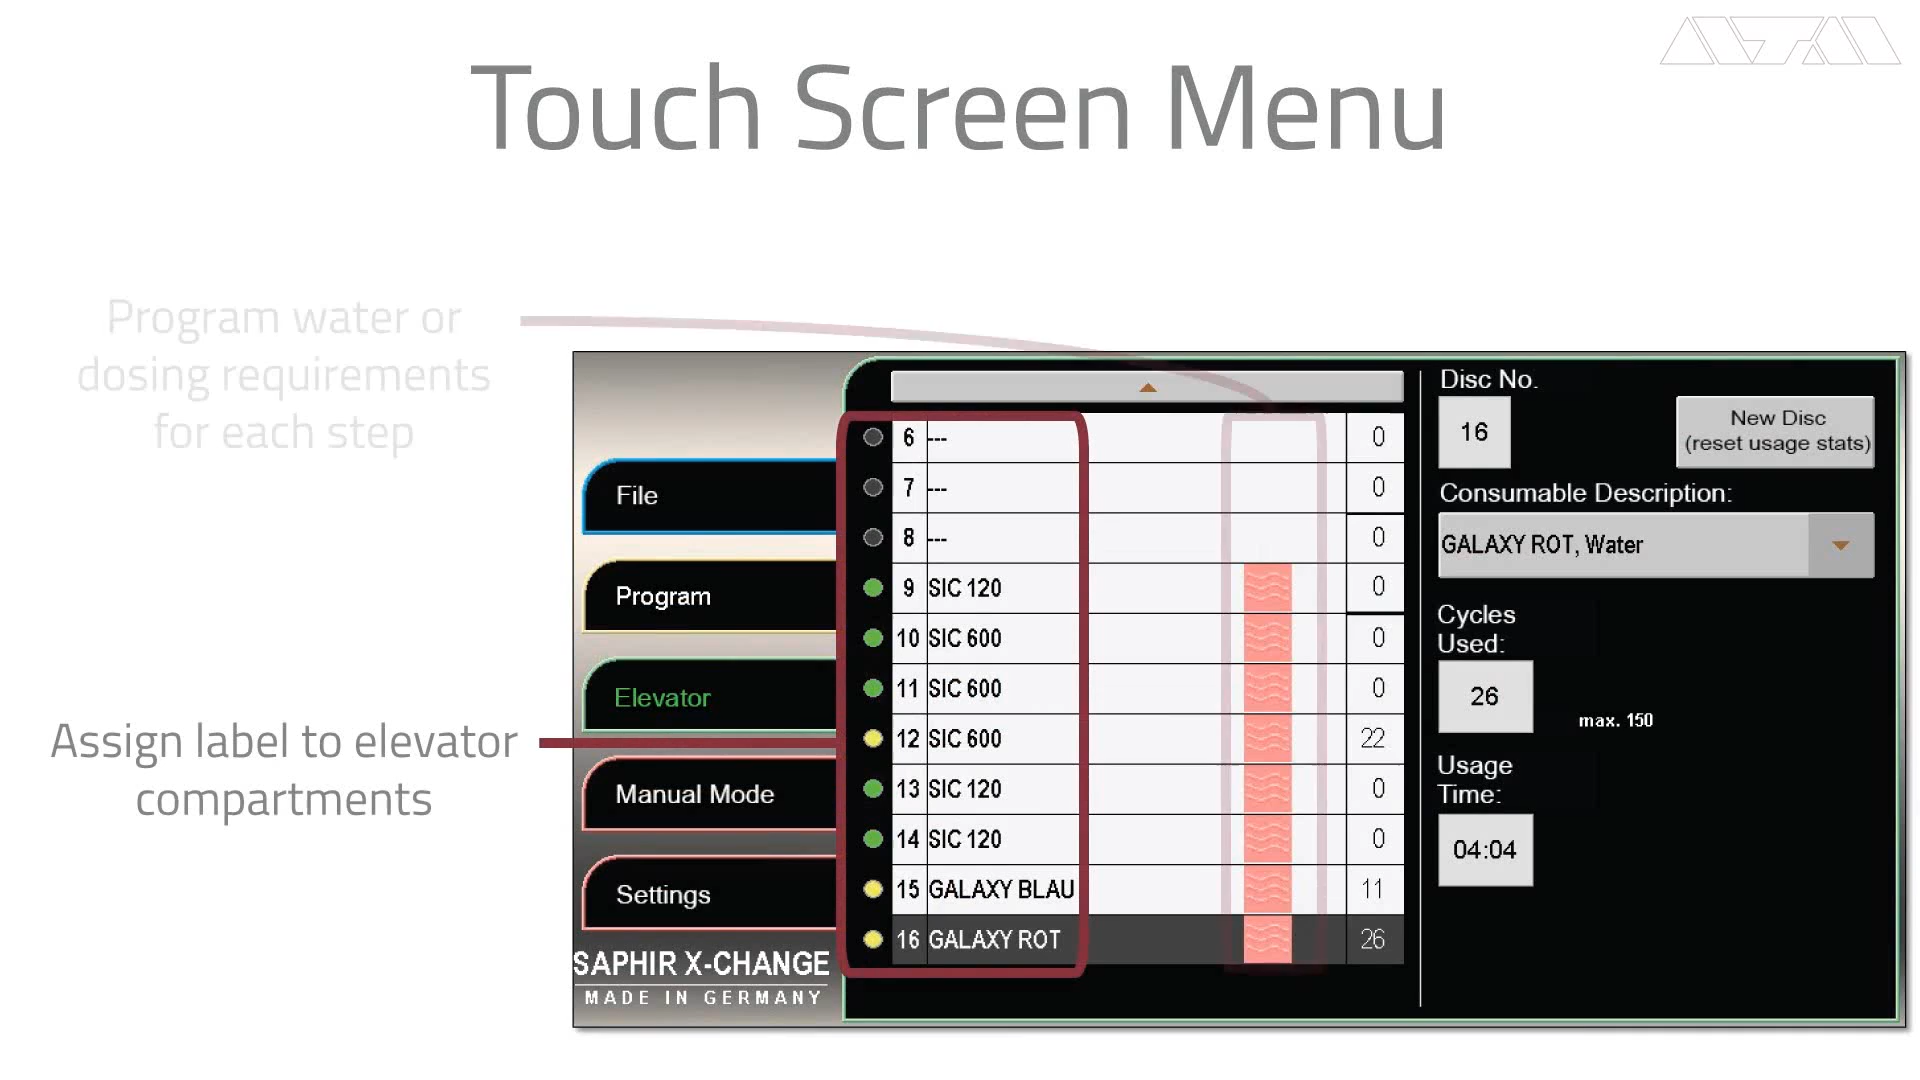 ATM
Touch Screen Menu
Program water or
dosing requirements
for each step
Assign label to elevator
compartments
File
Program
Elevator
Manual Mode
Settings
SAPHIR X-CHANGE
MADE IN GERMANY
6 --- 0
7 --- 0
8 --- 0
9 SIC 120 0
10 SIC 600 0
11 SIC 600 0
12 SIC 600 22
13 SIC 120 0
14 SIC 120 0
15 GALAXY BLAU 11
16 GALAXY ROT 26
Disc No.
16
New Disc
(reset usage stats)
Consumable Description:
GALAXY ROT, Water
Cycles
Used:
26
max. 150
Usage
Time:
04:04